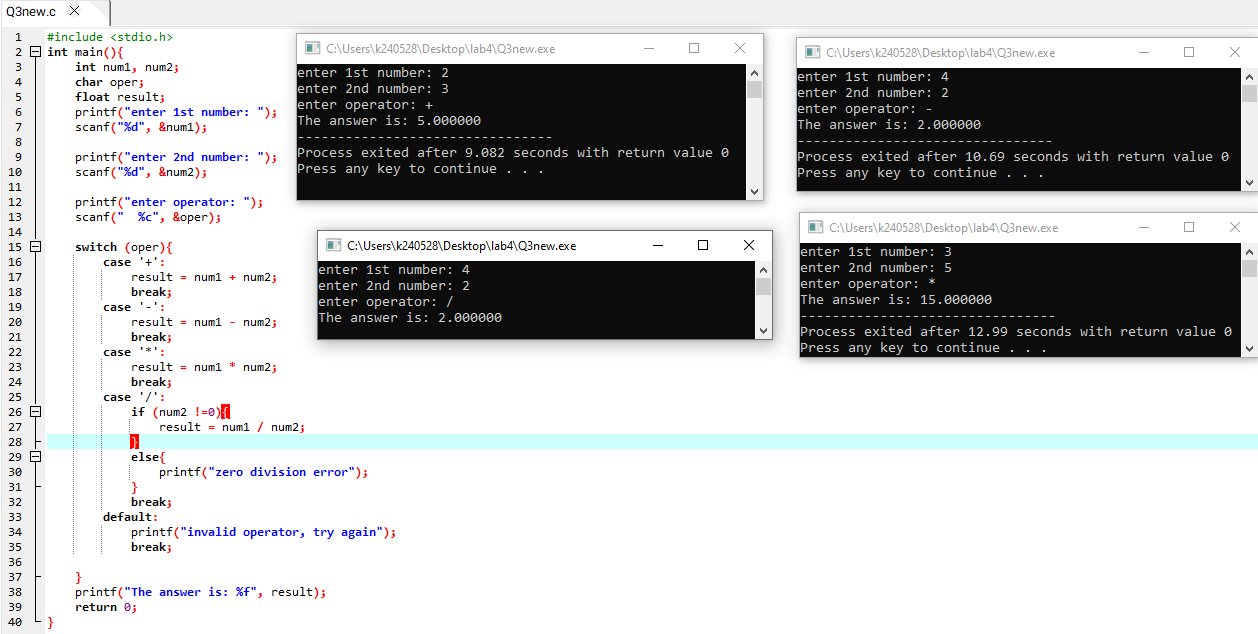 Q3new.c
1 #include <stdio.h>
2 int main(){
3 int num1, num2;
4 char oper;
5 float result;
6 printf("enter 1st number: ");
7 scanf("%d", &num1);
8
9 printf("enter 2nd number: ");
10 scanf("%d", &num2);
11
12 printf("enter operator: ");
13 scanf("  %c", &oper);
14
15 switch (oper){
16 case '+':
17 result = num1 + num2;
18 break;
19 case '-':
20 result = num1 - num2;
21 break;
22 case '*':
23 result = num1 * num2;
24 break;
25 case '/':
26 if (num2 !=0){
27 result = num1 / num2;
28 }
29 else{
30 printf("zero division error");
31 }
32 break;
33 default:
34 printf("invalid operator, try again");
35 break;
36
37 }
38 printf("The answer is: %f", result);
39 return 0;
40 }
C:\Users\k240528\Desktop\lab4\Q3new.exe
enter 1st number: 2
enter 2nd number: 3
enter operator: +
The answer is: 5.000000
--------------------------------
Process exited after 9.082 seconds with return value 0
Press any key to continue . . .
C:\Users\k240528\Desktop\lab4\Q3new.exe
enter 1st number: 4
enter 2nd number: 2
enter operator: -
The answer is: 2.000000
--------------------------------
Process exited after 10.69 seconds with return value 0
Press any key to continue . . .
C:\Users\k240528\Desktop\lab4\Q3new.exe
enter 1st number: 4
enter 2nd number: 2
enter operator: /
The answer is: 2.000000
C:\Users\k240528\Desktop\lab4\Q3new.exe
enter 1st number: 3
enter 2nd number: 5
enter operator: *
The answer is: 15.000000
--------------------------------
Process exited after 12.99 seconds with return value 0
Press any key to continue . . .